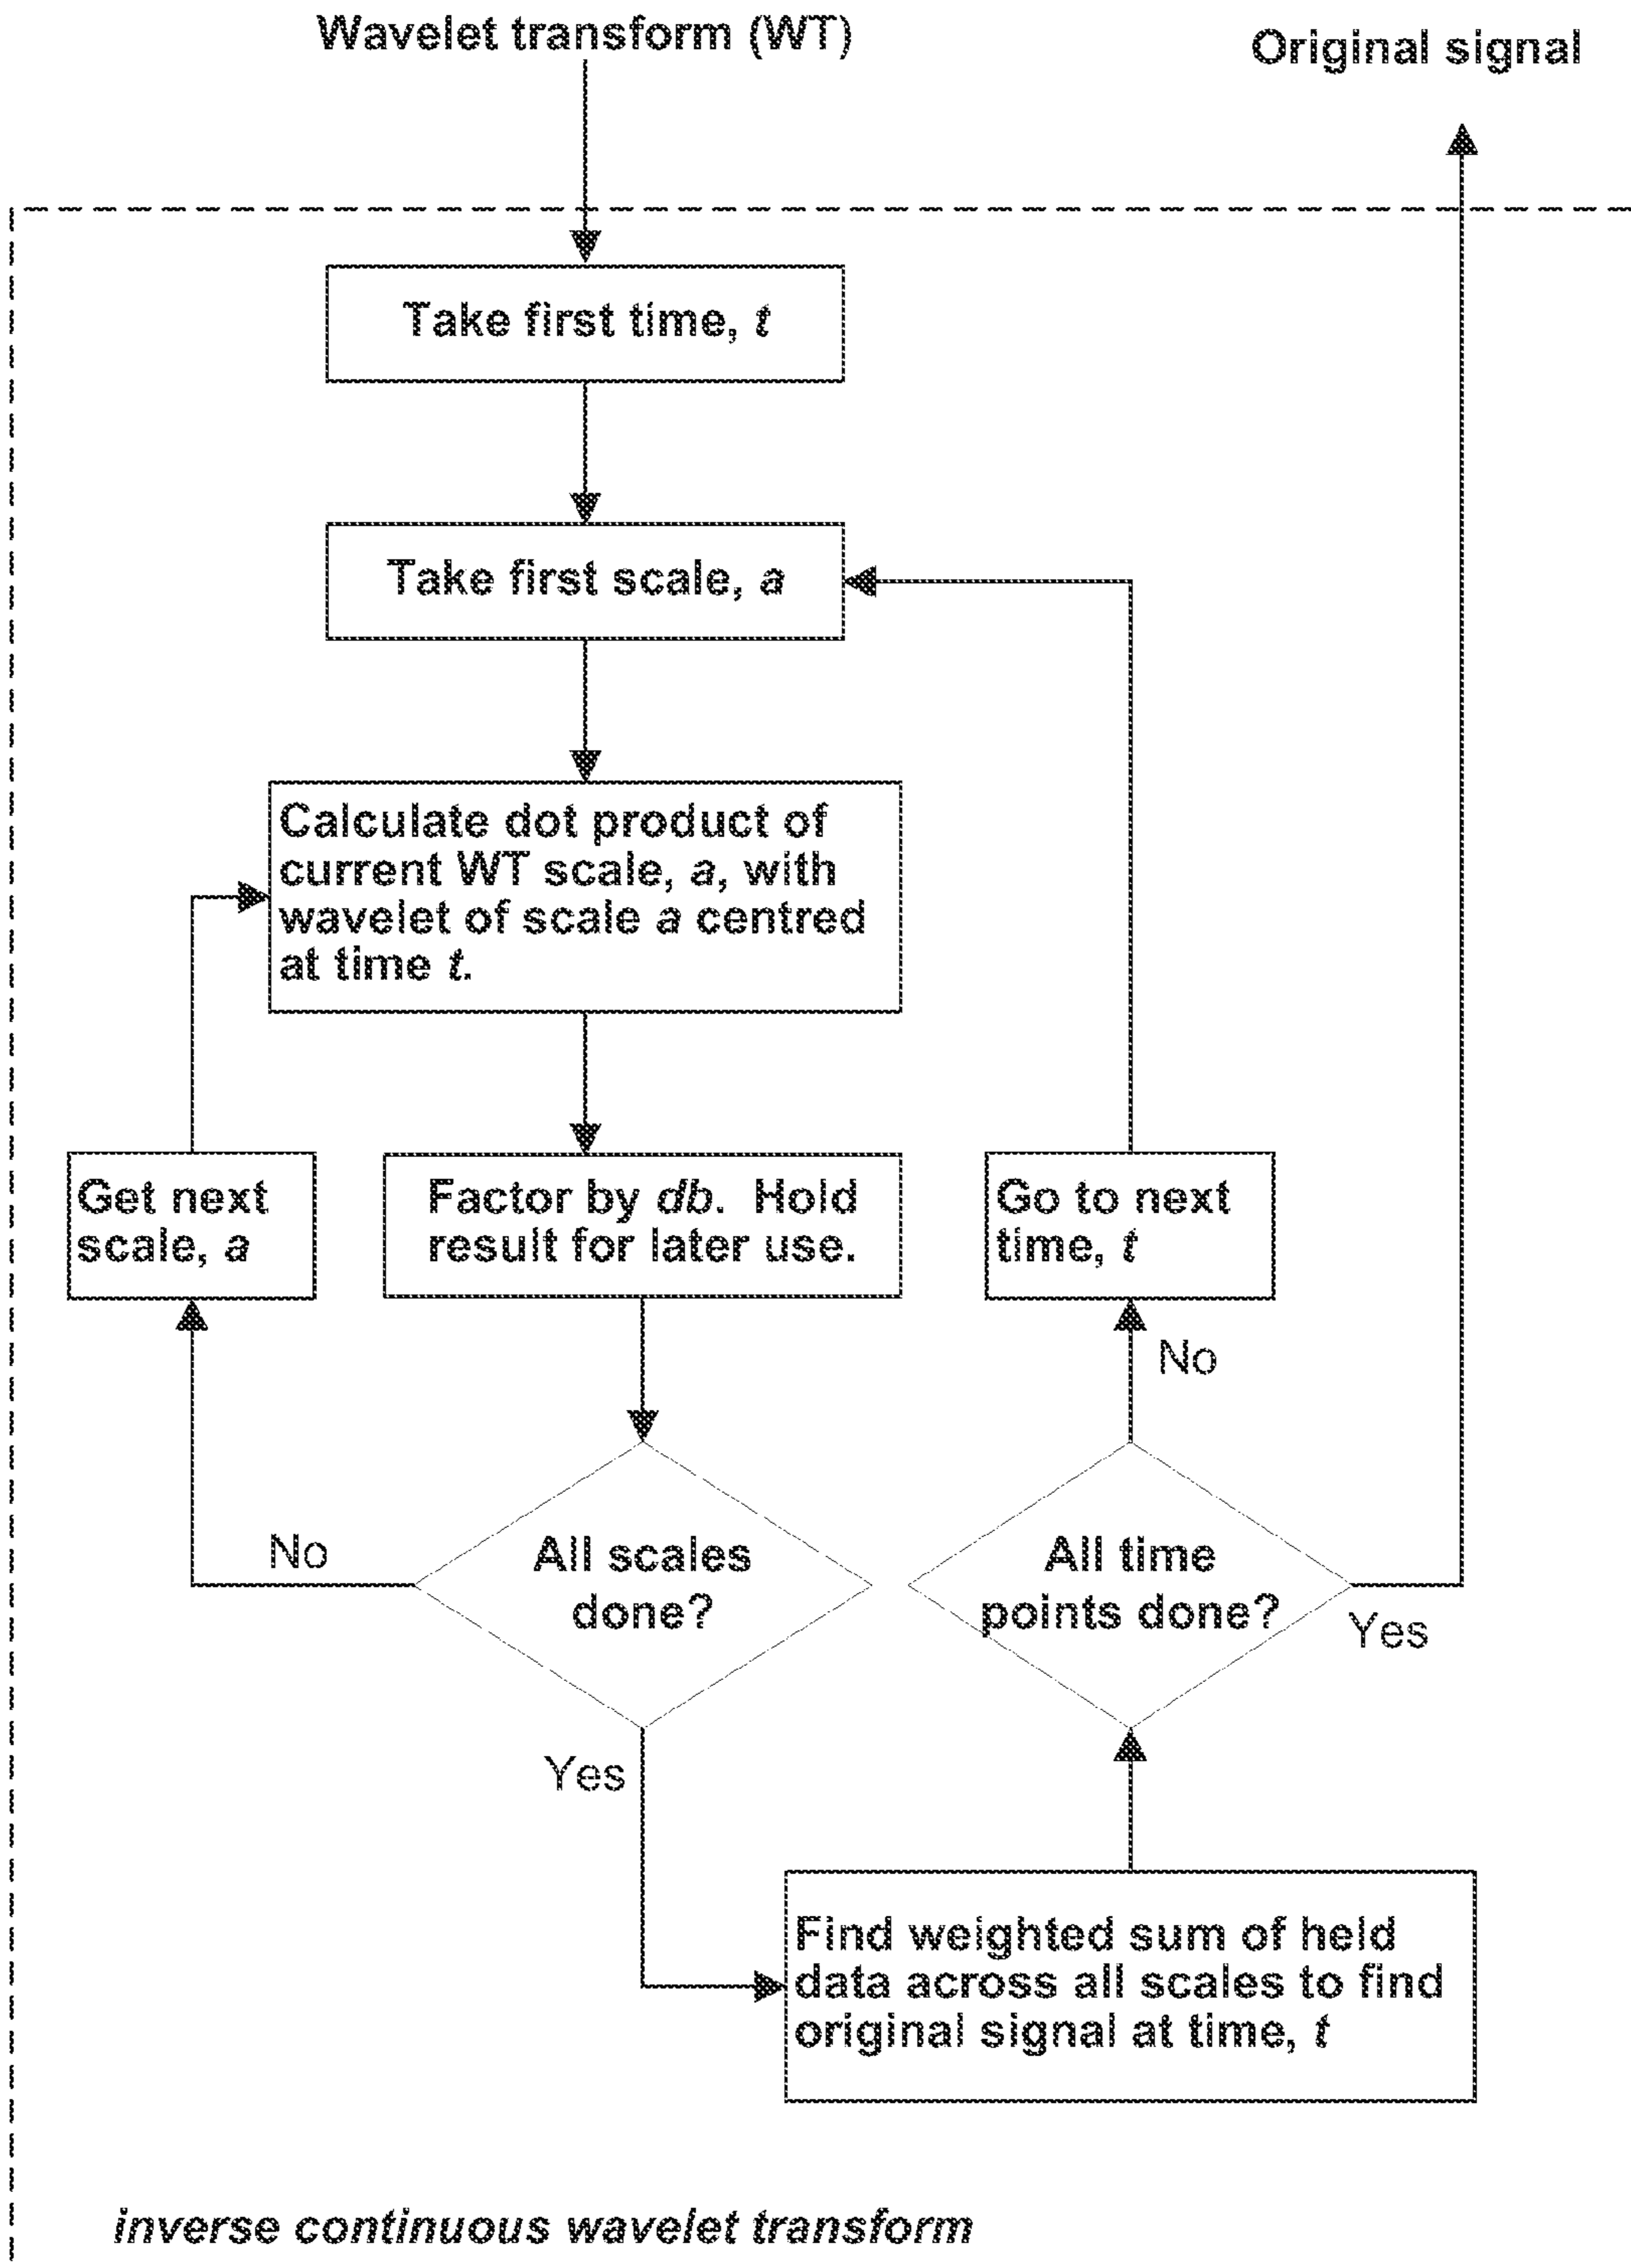 Wavelet transform (WT)
Original signal
Take first time, t
Take first scale, a
Calculate dot product of
current WT scale, a, with
wavelet of scale a centred
at time t.
Get next
scale, a
Factor by db. Hold
result for later use.
Go to next
time, t
No
No
All scales
done?
All time
points done?
Yes
Yes
Find weighted sum of held
data across all scales to find
original signal at time, t
inverse continuous wavelet transform